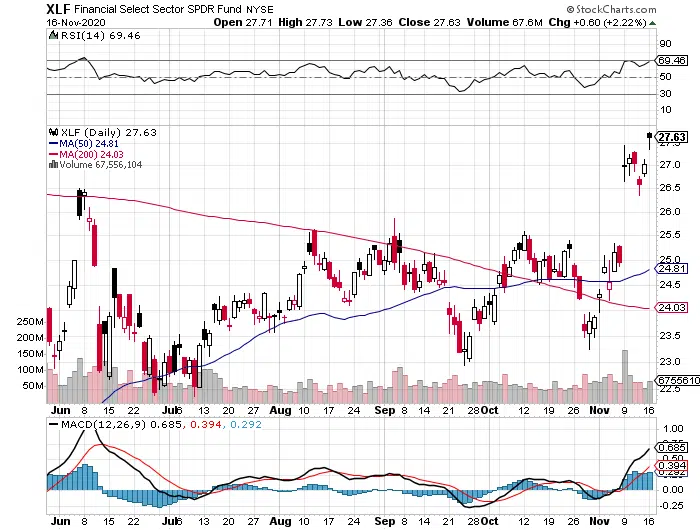 XLF Financial Select Sector SPDR Fund NYSE © StockCharts.com
16-Nov-2020 Open 27.71 High 27.73 Low 27.36 Close 27.63 Volume 67.6M Chg +0.60 (+2.22%)
RSI(14) 69.46
90
69.46
50
30
10
XLF (Daily) 27.63
MA(50) 24.81
MA(200) 24.03
Volume 67,556,104
27.63
27.0
26.5
26.0
25.5
25.0
24.81
24.5
24.03
23.5
23.0
22.5
250M
200M
150M
100M
50M
6755610
Jun 8 15 22 Jul 6 13 20 27 Aug 10 17 24 Sep 8 14 21 28 Oct 12 19 26 Nov 9 16
MACD(12,26,9) 0.685, 0.394, 0.292
1.00
0.685
0.50
0.394
0.292
0.00
-0.25
Jun 8 15 22 Jul 6 13 20 27 Aug 10 17 24 Sep 8 14 21 28 Oct 12 19 26 Nov 9 16